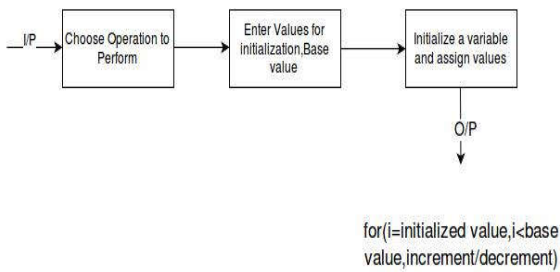 I/P
Choose Operation to
Perform
Enter Values for
initialization,Base
value
Initialize a variable
and assign values
O/P
for(i=initialized value,i<base
value,increment/decrement)